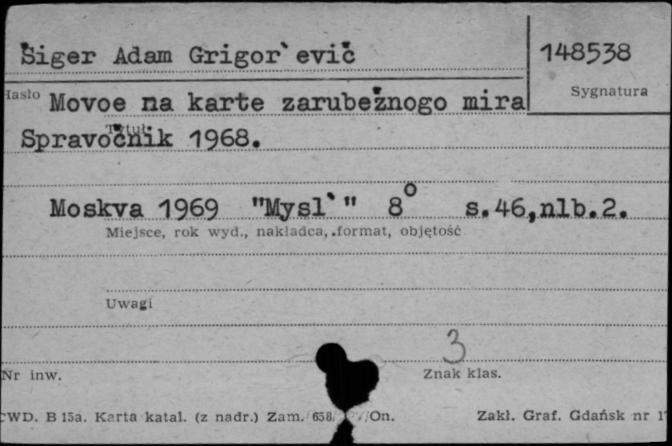 Šiger Adam Grigor`evič
148538
Hasło
Sygnatura
Movoe na karte zarubežnogo mira
Tytuł
Spravočnik 1968.
Moskva 1969 "Mysl`" 8° s.46,nlb.2.
Miejsce, rok wyd., nakładca, format, objętość
Uwagi
3
Nr inw.
Znak klas.
CWD. B 15a. Karta katal. (z nadr.) Zam. 658/ /On.
Zakł. Graf. Gdańsk nr